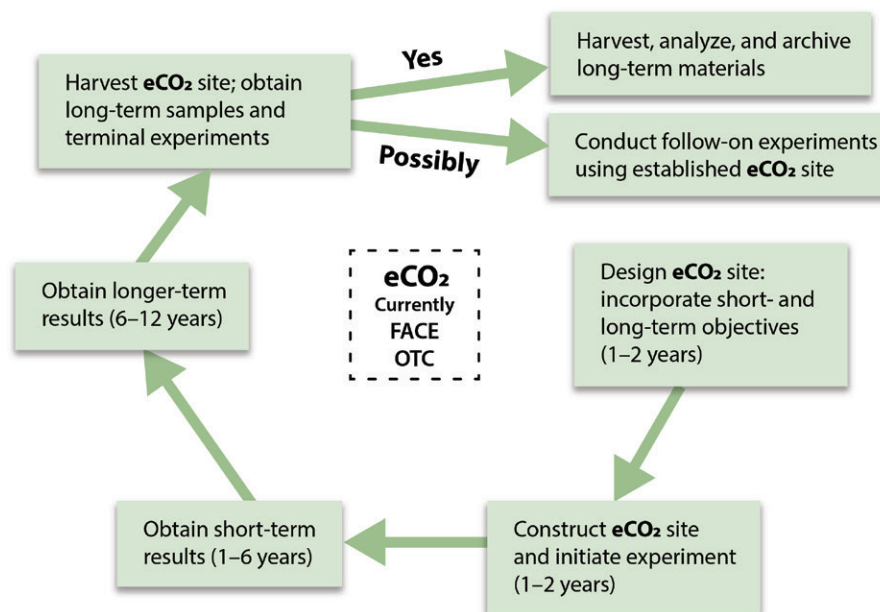 Yes
Harvest eCO₂ site; obtain
long-term samples and
terminal experiments
Harvest, analyze, and archive
long-term materials
Possibly
Conduct follow-on experiments
using established eCO₂ site
Obtain longer-term
results (6–12 years)
eCO₂
Currently
FACE
OTC
Design eCO₂ site:
incorporate short- and
long-term objectives
(1–2 years)
Obtain short-term
results (1–6 years)
Construct eCO₂ site
and initiate experiment
(1–2 years)